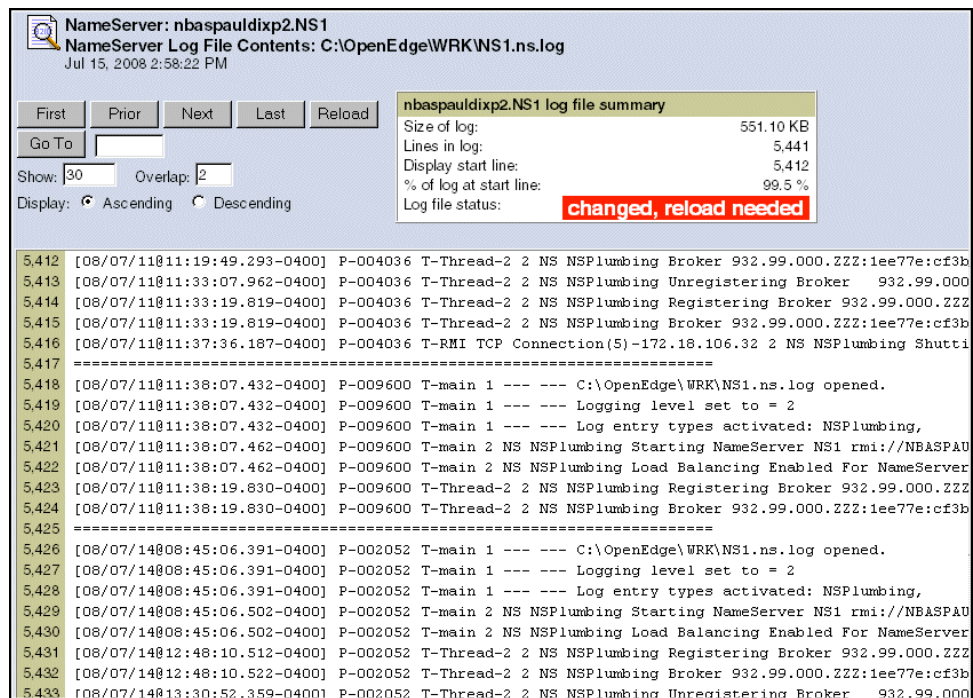 NameServer: nbaspauldixp2.NS1
NameServer Log File Contents: C:\OpenEdge\WRK\NS1.ns.log
Jul 15, 2008 2:58:22 PM
First Prior Next Last Reload
Go To
Show: 30 Overlap: 2
Display: Ascending Descending
nbaspauldixp2.NS1 log file summary
Size of log: 551.10 KB
Lines in log: 5,441
Display start line: 5,412
% of log at start line: 99.5 %
Log file status: changed, reload needed
5,412 [08/07/11@11:19:49.293-0400] P-004036 T-Thread-2 2 NS NSPlumbing Broker 932.99.000.ZZZ:1ee77e:cf3b
5,413 [08/07/11@11:33:07.962-0400] P-004036 T-Thread-2 2 NS NSPlumbing Unregistering Broker 932.99.000
5,414 [08/07/11@11:33:19.819-0400] P-004036 T-Thread-2 2 NS NSPlumbing Registering Broker 932.99.000.ZZZ
5,415 [08/07/11@11:33:19.819-0400] P-004036 T-Thread-2 2 NS NSPlumbing Broker 932.99.000.ZZZ:1ee77e:cf3b
5,416 [08/07/11@11:37:36.187-0400] P-004036 T-RMI TCP Connection(5)-172.18.106.32 2 NS NSPlumbing Shutti
5,417 ========================================================================
5,418 [08/07/11@11:38:07.432-0400] P-009600 T-main 1 --- --- C:\OpenEdge\WRK\NS1.ns.log opened.
5,419 [08/07/11@11:38:07.432-0400] P-009600 T-main 1 --- --- Logging level set to = 2
5,420 [08/07/11@11:38:07.432-0400] P-009600 T-main 1 --- --- Log entry types activated: NSPlumbing,
5,421 [08/07/11@11:38:07.462-0400] P-009600 T-main 2 NS NSPlumbing Starting NameServer NS1 rmi://NBASPAU
5,422 [08/07/11@11:38:07.462-0400] P-009600 T-main 2 NS NSPlumbing Load Balancing Enabled For NameServer
5,423 [08/07/11@11:38:19.830-0400] P-009600 T-Thread-2 2 NS NSPlumbing Registering Broker 932.99.000.ZZZ
5,424 [08/07/11@11:38:19.830-0400] P-009600 T-Thread-2 2 NS NSPlumbing Broker 932.99.000.ZZZ:1ee77e:cf3b
5,425 ========================================================================
5,426 [08/07/14@08:45:06.391-0400] P-002052 T-main 1 --- --- C:\OpenEdge\WRK\NS1.ns.log opened.
5,427 [08/07/14@08:45:06.391-0400] P-002052 T-main 1 --- --- Logging level set to = 2
5,428 [08/07/14@08:45:06.391-0400] P-002052 T-main 1 --- --- Log entry types activated: NSPlumbing,
5,429 [08/07/14@08:45:06.502-0400] P-002052 T-main 2 NS NSPlumbing Starting NameServer NS1 rmi://NBASPAU
5,430 [08/07/14@08:45:06.502-0400] P-002052 T-main 2 NS NSPlumbing Load Balancing Enabled For NameServer
5,431 [08/07/14@12:48:10.512-0400] P-002052 T-Thread-2 2 NS NSPlumbing Registering Broker 932.99.000.ZZZ
5,432 [08/07/14@12:48:10.522-0400] P-002052 T-Thread-2 2 NS NSPlumbing Broker 932.99.000.ZZZ:1ee77e:cf3b
5,433 [08/07/14@13:30:52.359-0400] P-002052 T-Thread-2 2 NS NSPlumbing Unregistering Broker 932.99.000